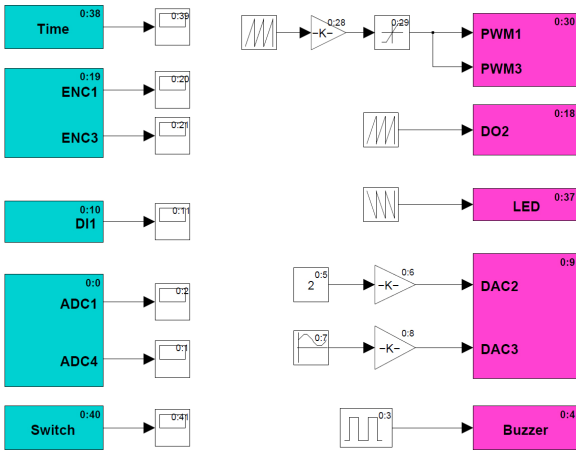 0:38
Time
0:39
0:28
-K-
0:29
0:30
PWM1
PWM3
0:19
ENC1
ENC3
0:20
0:21
0:18
DO2
0:10
DI1
0:11
0:37
LED
0:0
ADC1
ADC4
0:2
0:1
0:5
2
0:6
-K-
0:7
0:8
-K-
0:9
DAC2
DAC3
0:40
Switch
0:41
0:3
0:4
Buzzer